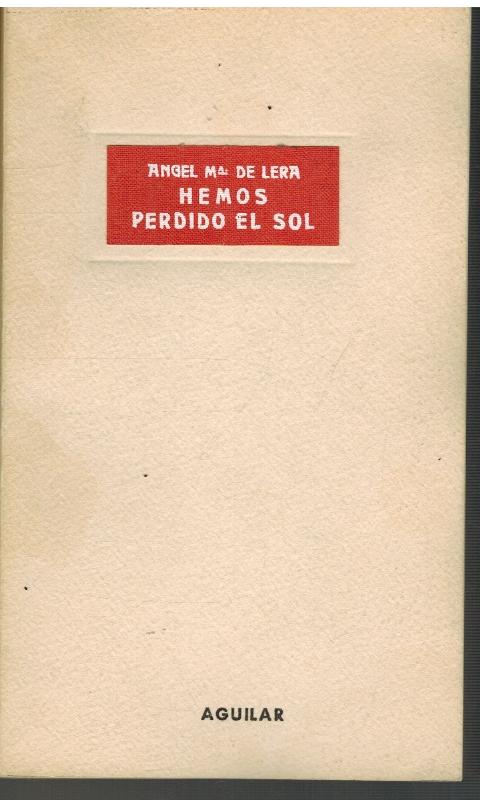 ANGEL Mª DE LERA
HEMOS
PERDIDO EL SOL
AGUILAR